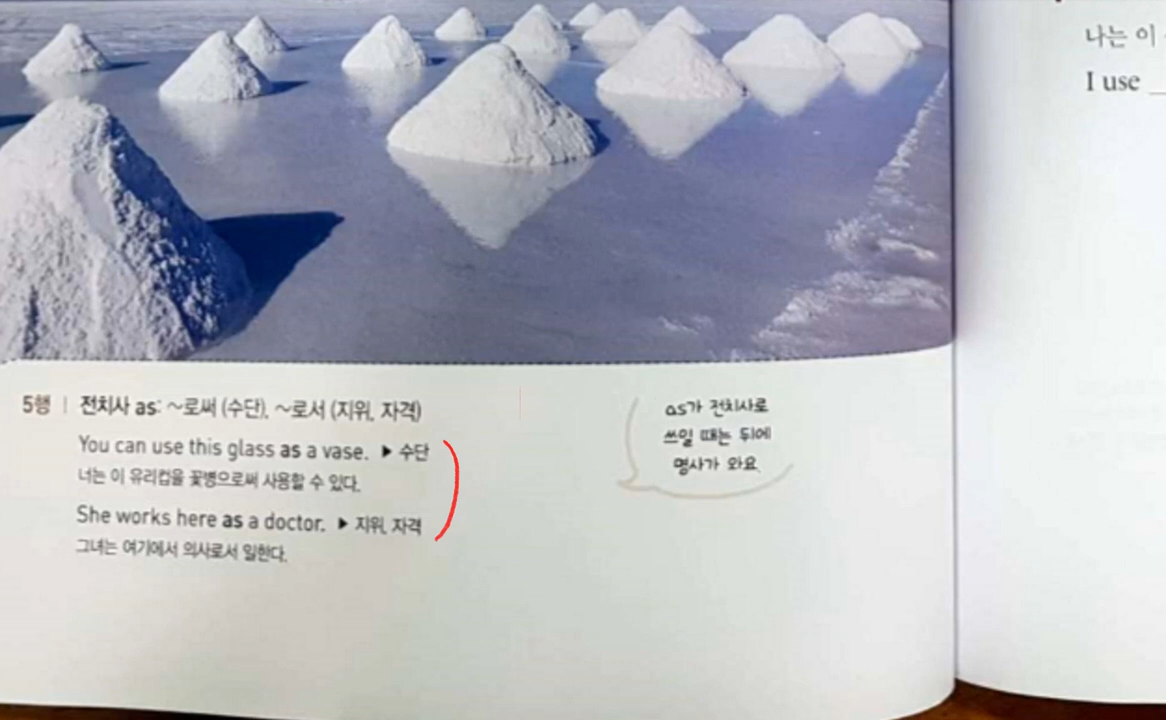 5행 | 전치사 as: ~로써 (수단), ~로서 (지위, 자격)
You can use this glass as a vase. ▶ 수단
너는 이 유리컵을 꽃병으로써 사용할 수 있다.
She works here as a doctor. ▶ 지위, 자격
그녀는 여기에서 의사로서 일한다.
as가 전치사로
쓰일 때는 뒤에
명사가 와요.
나는 이
I use __